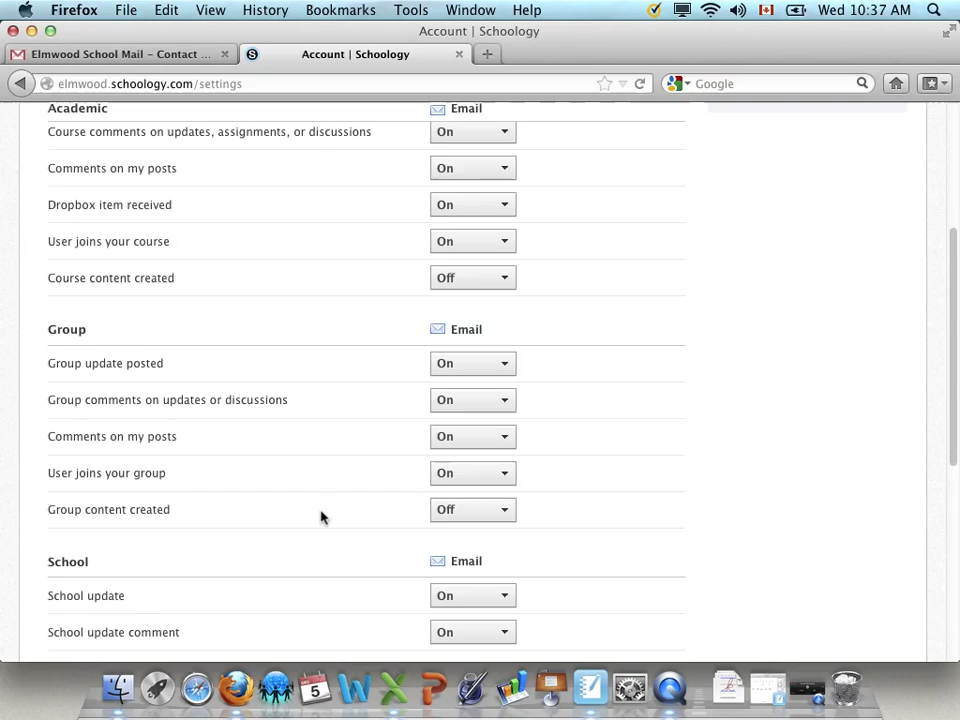 Firefox File Edit View History Bookmarks Tools Window Help Wed 10:37 AM
Account | Schoology
Elmwood School Mail – Contact ... Account | Schoology
elmwood.schoology.com/settings Google
Academic Email
Course comments on updates, assignments, or discussions On
Comments on my posts On
Dropbox item received On
User joins your course On
Course content created Off
Group Email
Group update posted On
Group comments on updates or discussions On
Comments on my posts On
User joins your group On
Group content created Off
School Email
School update On
School update comment On